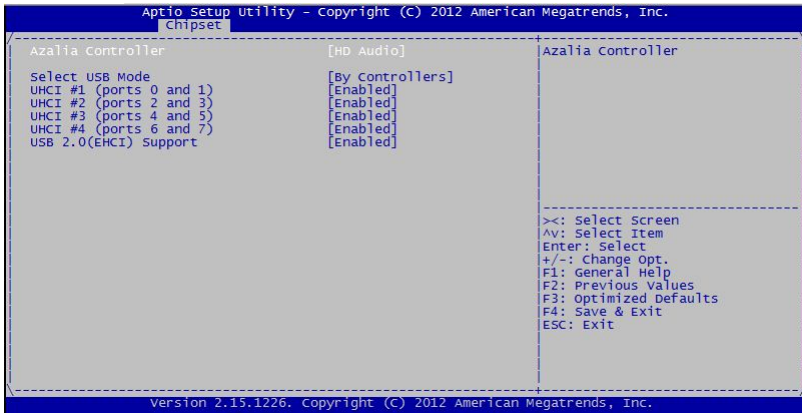 Aptio Setup Utility - Copyright (C) 2012 American Megatrends, Inc.
Chipset
Azalia Controller [HD Audio]
Select USB Mode [By Controllers]
UHCI #1 (ports 0 and 1) [Enabled]
UHCI #2 (ports 2 and 3) [Enabled]
UHCI #3 (ports 4 and 5) [Enabled]
UHCI #4 (ports 6 and 7) [Enabled]
USB 2.0(EHCI) Support [Enabled]
Azalia Controller
><: Select Screen
^v: Select Item
Enter: Select
+/-: Change Opt.
F1: General Help
F2: Previous Values
F3: Optimized Defaults
F4: Save & Exit
ESC: Exit
Version 2.15.1226. Copyright (C) 2012 American Megatrends, Inc.